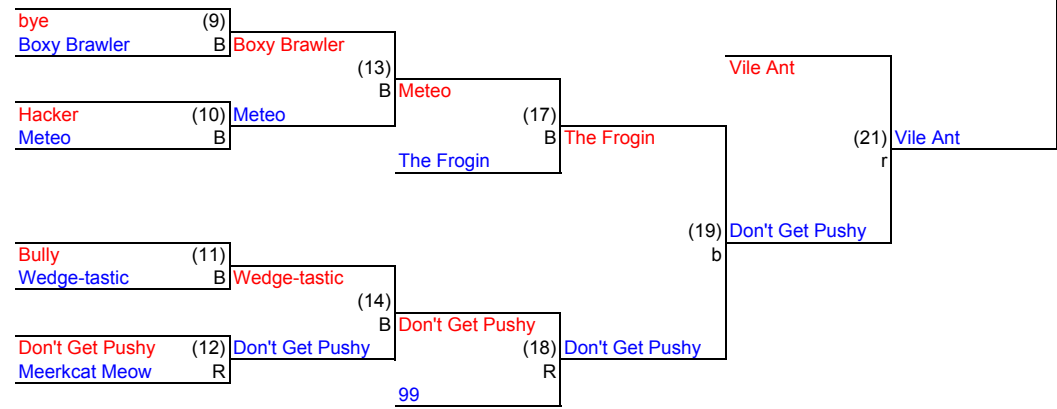 bye (9)
Boxy Brawler B Boxy Brawler
(13) Vile Ant
B Meteo
Hacker (10) Meteo (17)
Meteo B B The Frogin (21) Vile Ant
The Frogin r
(19) Don't Get Pushy
Bully (11) b
Wedge-tastic B Wedge-tastic
(14)
B Don't Get Pushy
Don't Get Pushy (12) Don't Get Pushy (18) Don't Get Pushy
Meerkcat Meow R R
99